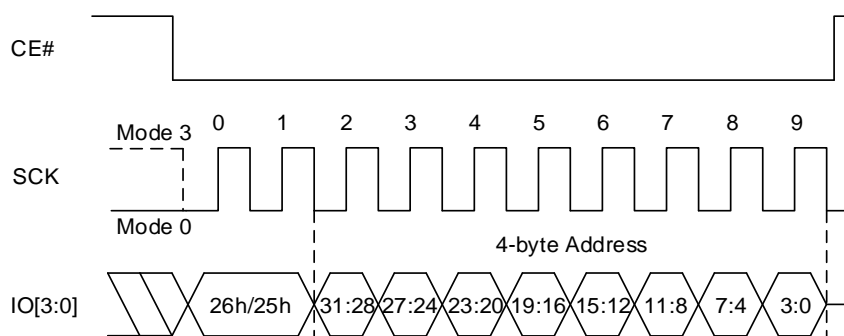 CE#
0 1 2 3 4 5 6 7 8 9
Mode 3
SCK
Mode 0
4-byte Address
IO[3:0] 26h/25h 31:28 27:24 23:20 19:16 15:12 11:8 7:4 3:0